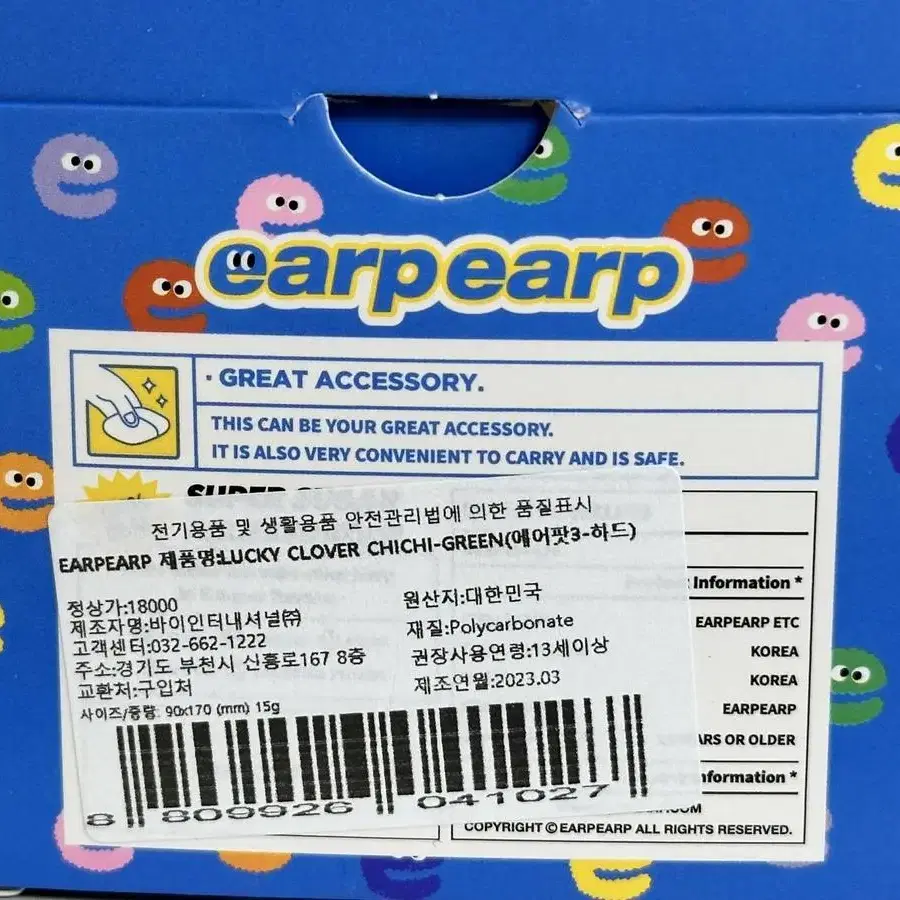 earpearp
· GREAT ACCESSORY.
THIS CAN BE YOUR GREAT ACCESSORY.
IT IS ALSO VERY CONVENIENT TO CARRY AND IS SAFE.
전기용품 및 생활용품 안전관리법에 의한 품질표시
EARPEARP 제품명:LUCKY CLOVER CHICHI-GREEN(에어팟3-하드)
정상가:18000
제조자명:바이인터내셔널㈜
고객센터:032-662-1222
주소:경기도 부천시 신흥로167 8층
교환처:구입처
사이즈/중량: 90x170 (mm) 15g
원산지:대한민국
재질:Polycarbonate
권장사용연령:13세이상
제조연월:2023.03
8 809926 041027
Information *
EARPEARP ETC
KOREA
KOREA
EARPEARP
OR OLDER
COPYRIGHT © EARPEARP ALL RIGHTS RESERVED.